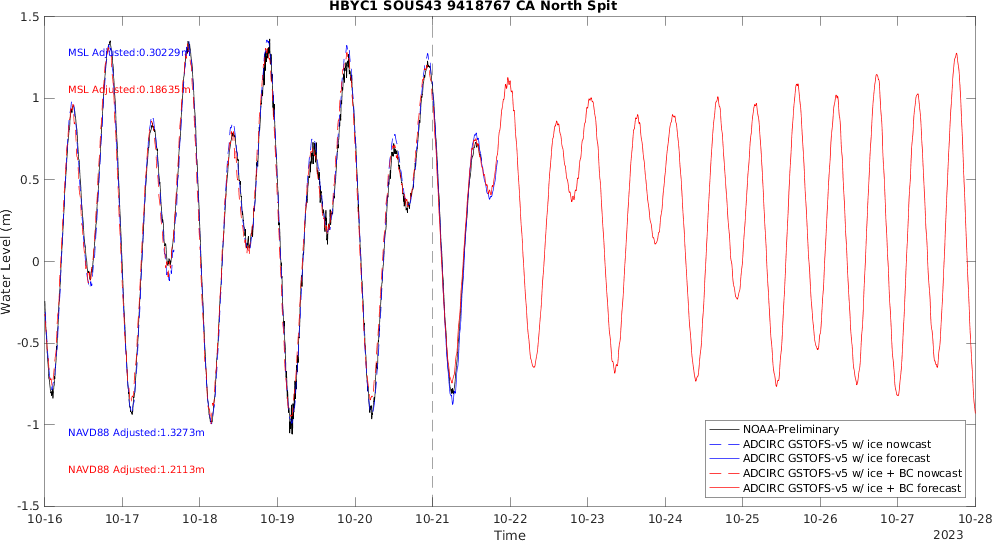 HBYC1 SOUS43 9418767 CA North Spit
1.5
1
0.5
0
-0.5
-1
-1.5
Water Level (m)
MSL Adjusted:0.30229m
MSL Adjusted:0.18635m
NAVD88 Adjusted:1.3273m
NAVD88 Adjusted:1.2113m
NOAA-Preliminary
ADCIRC GSTOFS-v5 w/ ice nowcast
ADCIRC GSTOFS-v5 w/ ice forecast
ADCIRC GSTOFS-v5 w/ ice + BC nowcast
ADCIRC GSTOFS-v5 w/ ice + BC forecast
10-16 10-17 10-18 10-19 10-20 10-21 10-22 10-23 10-24 10-25 10-26 10-27 10-28
Time
2023